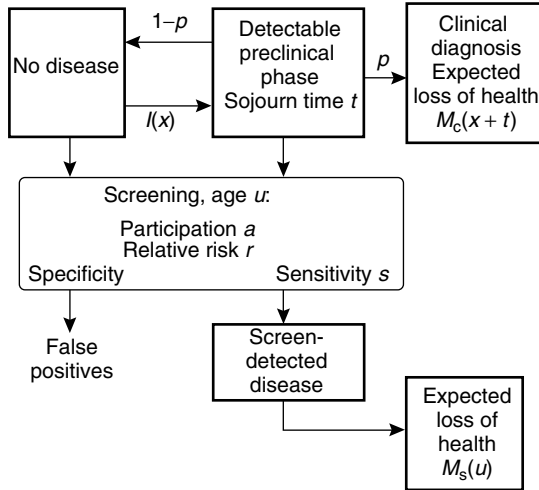 No disease
1–p
I(x)
Detectable
preclinical
phase
Sojourn time t
p
Clinical
diagnosis
Expected
loss of health
Mc(x + t)
Screening, age u:
Participation a
Relative risk r
Specificity
Sensitivity s
False
positives
Screen-
detected
disease
Expected
loss of
health
Ms(u)